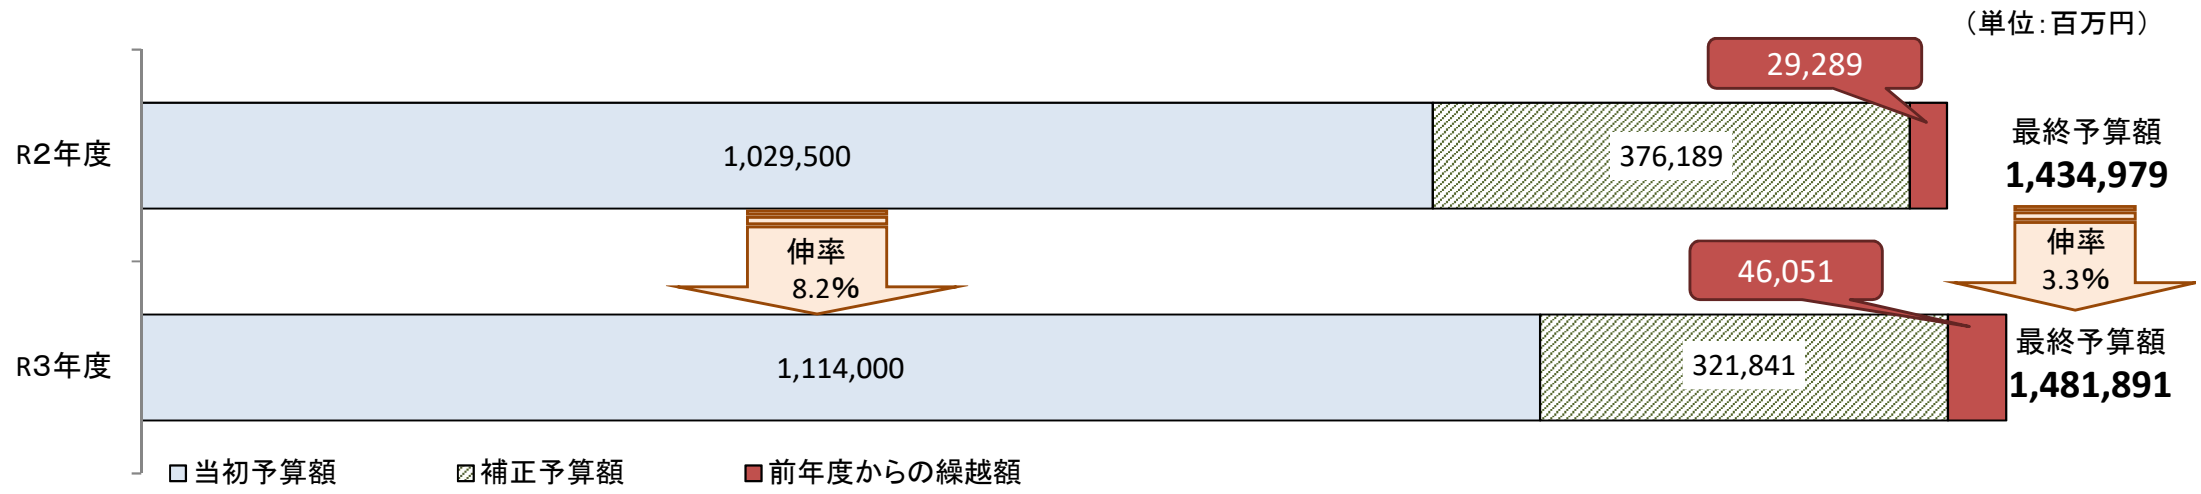 （単位：百万円）
29,289
R2年度
1,029,500
376,189
最終予算額
1,434,979
伸率
8.2%
46,051
伸率
3.3%
R3年度
1,114,000
321,841
最終予算額
1,481,891
当初予算額
補正予算額
前年度からの繰越額